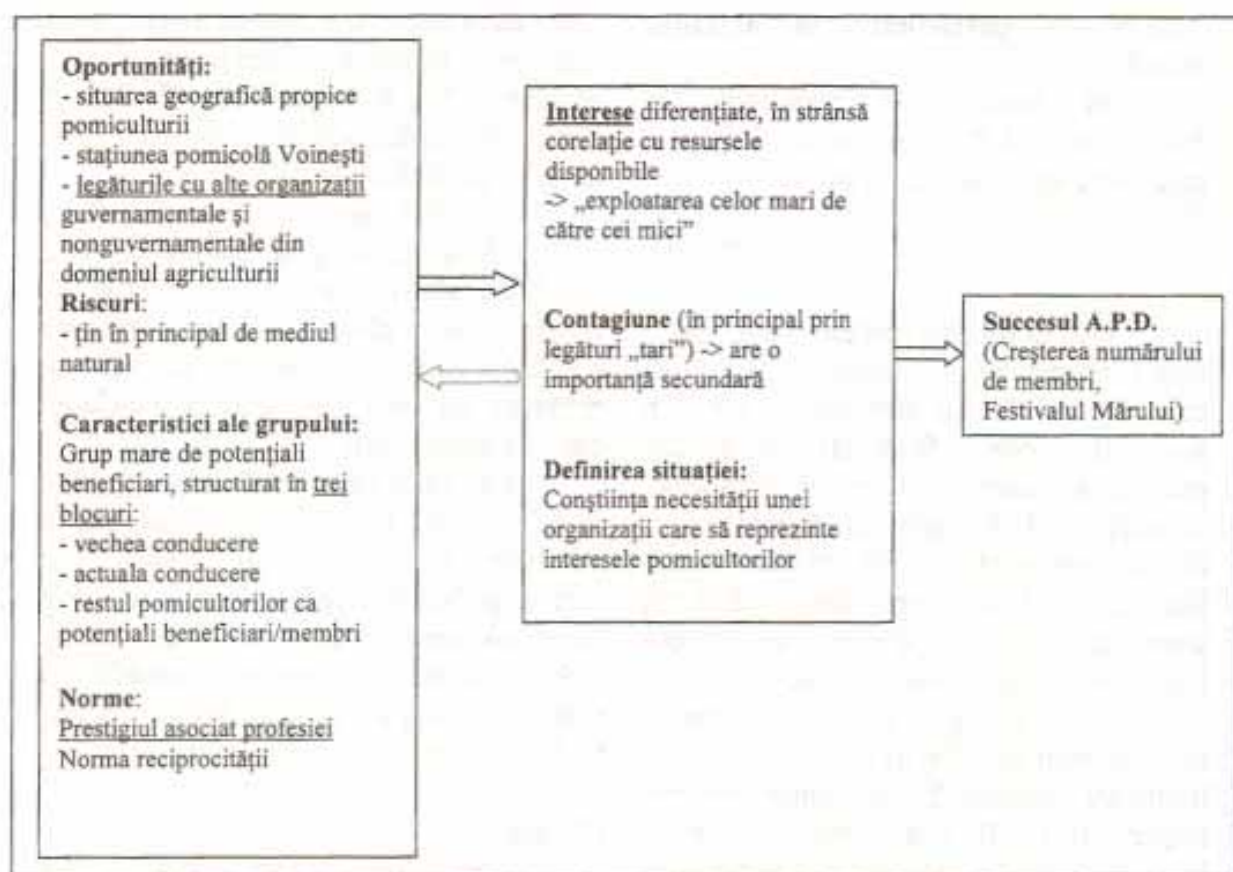 Oportunități:
- situarea geografică propice
pomiculturii
- stațiunea pomicolă Voinești
- legăturile cu alte organizații
guvernamentale și
nonguvernamentale din
domeniul agriculturii
Riscuri:
- țin în principal de mediul
natural
Caracteristici ale grupului:
Grup mare de potențiali
beneficiari, structurat în trei
blocuri:
- vechea conducere
- actuala conducere
- restul pomicultorilor ca
potențiali beneficiari/membri
Norme:
Prestigiul asociat profesiei
Norma reciprocității
Interese diferențiate, în strânsă
corelație cu resursele
disponibile
-> „exploatarea celor mari de
către cei mici”
Contagiune (în principal prin
legături „tari”) -> are o
importanță secundară
Definirea situației:
Conștiința necesității unei
organizații care să reprezinte
interesele pomicultorilor
Succesul A.P.D.
(Creșterea numărului
de membri,
Festivalul Mărului)